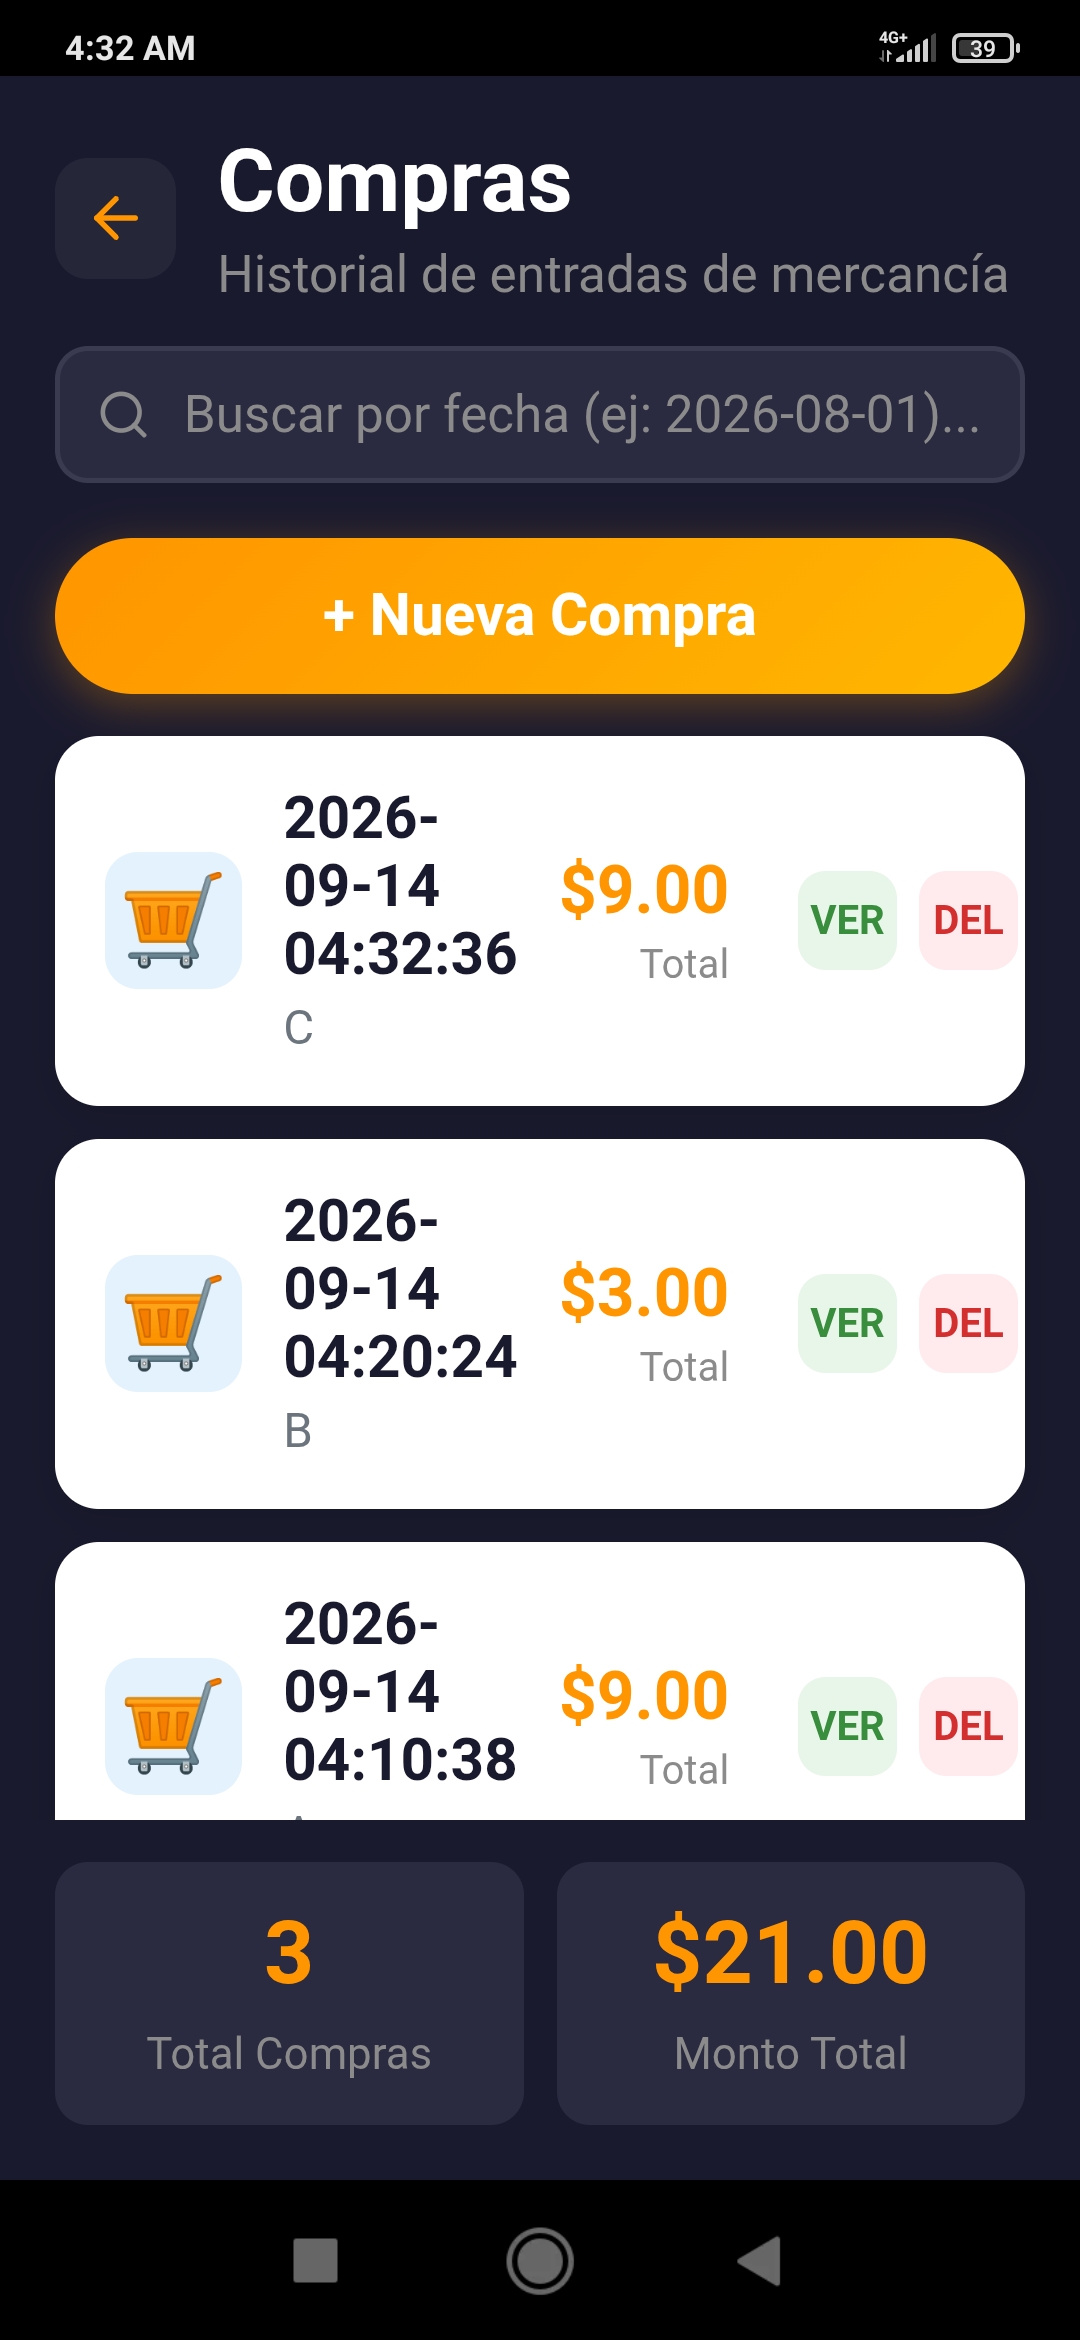 4:32 AM
4G+
39
Compras
Historial de entradas de mercancía
Buscar por fecha (ej: 2026-08-01)...
+ Nueva Compra
2026-
09-14
04:32:36
C
$9.00
Total
VER
DEL
2026-
09-14
04:20:24
B
$3.00
Total
VER
DEL
2026-
09-14
04:10:38
$9.00
Total
VER
DEL
3
Total Compras
$21.00
Monto Total